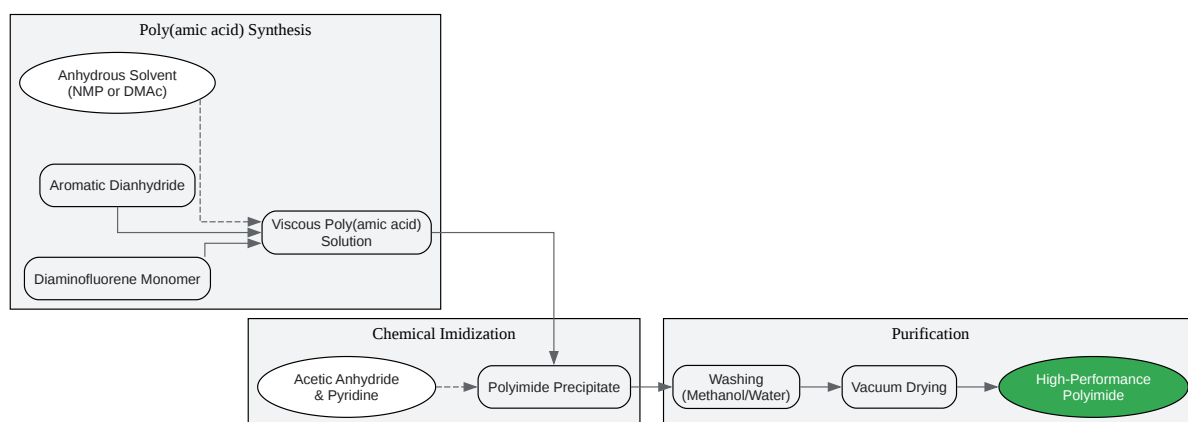 Poly(amic acid) Synthesis
Anhydrous Solvent
(NMP or DMAc)
Aromatic Dianhydride
Viscous Poly(amic acid)
Solution
Diaminofluorene Monomer
Chemical Imidization
Acetic Anhydride
& Pyridine
Polyimide Precipitate
Purification
Washing
(Methanol/Water)
Vacuum Drying
High-Performance
Polyimide